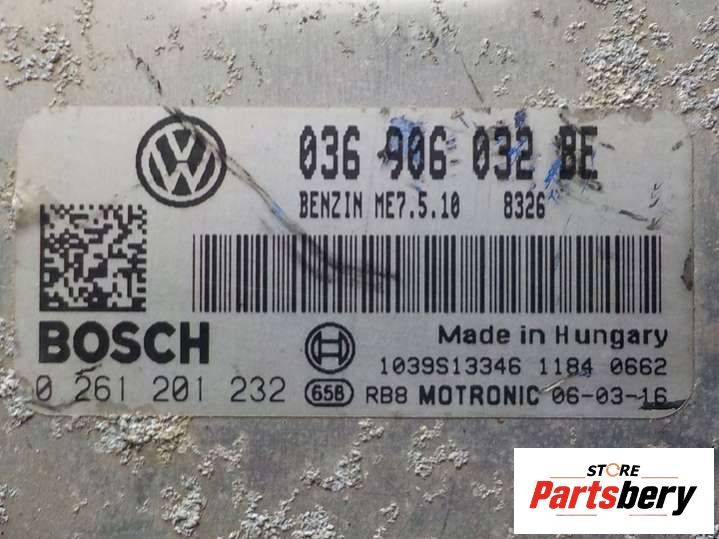 036 906 032 BE
BENZIN ME7.5.10 8326
BOSCH
Made in Hungary
1039S13346 1184 0662
0 261 201 232 65B RB8 MOTRONIC 06-03-16
STORE
Partsbery